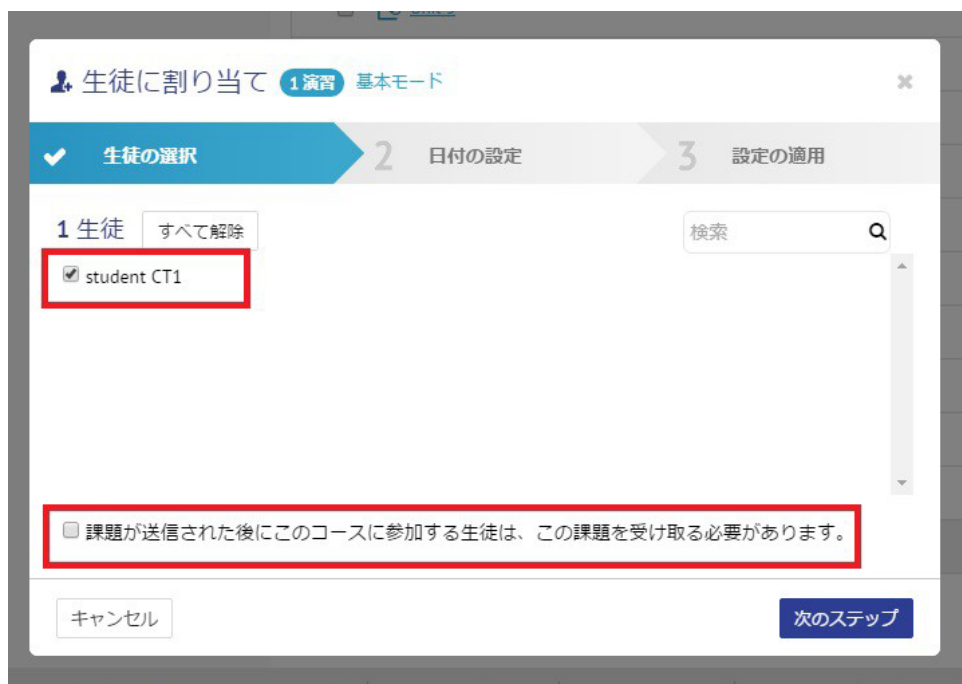 生徒に割り当て 1演習 基本モード
生徒の選択 2 日付の設定 3 設定の適用
1 生徒 すべて解除 検索
student CT1
課題が送信された後にこのコースに参加する生徒は、この課題を受け取る必要があります。
キャンセル 次のステップ